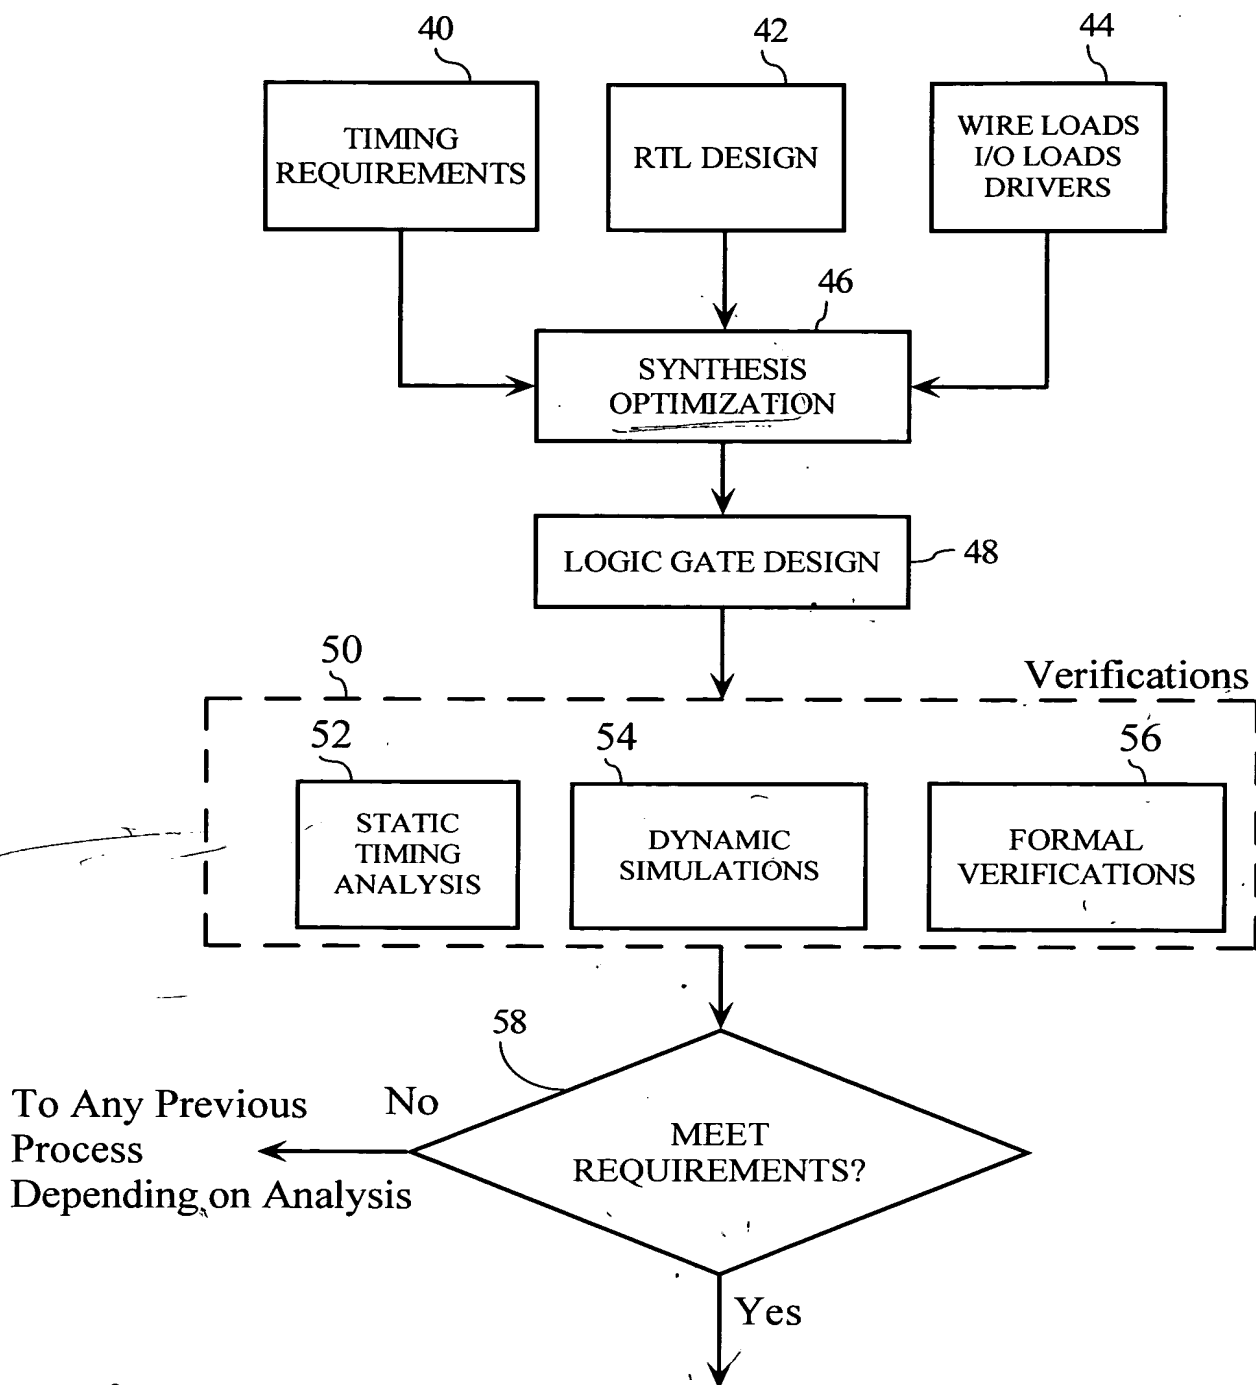 40
42
44
TIMING
REQUIREMENTS
RTL DESIGN
WIRE LOADS
I/O LOADS
DRIVERS
46
SYNTHESIS
OPTIMIZATION
LOGIC GATE DESIGN
48
50
Verifications
52
54
56
STATIC
TIMING
ANALYSIS
DYNAMIC
SIMULATIONS
FORMAL
VERIFICATIONS
58
To Any Previous
Process
Depending on Analysis
No
MEET
REQUIREMENTS?
Yes